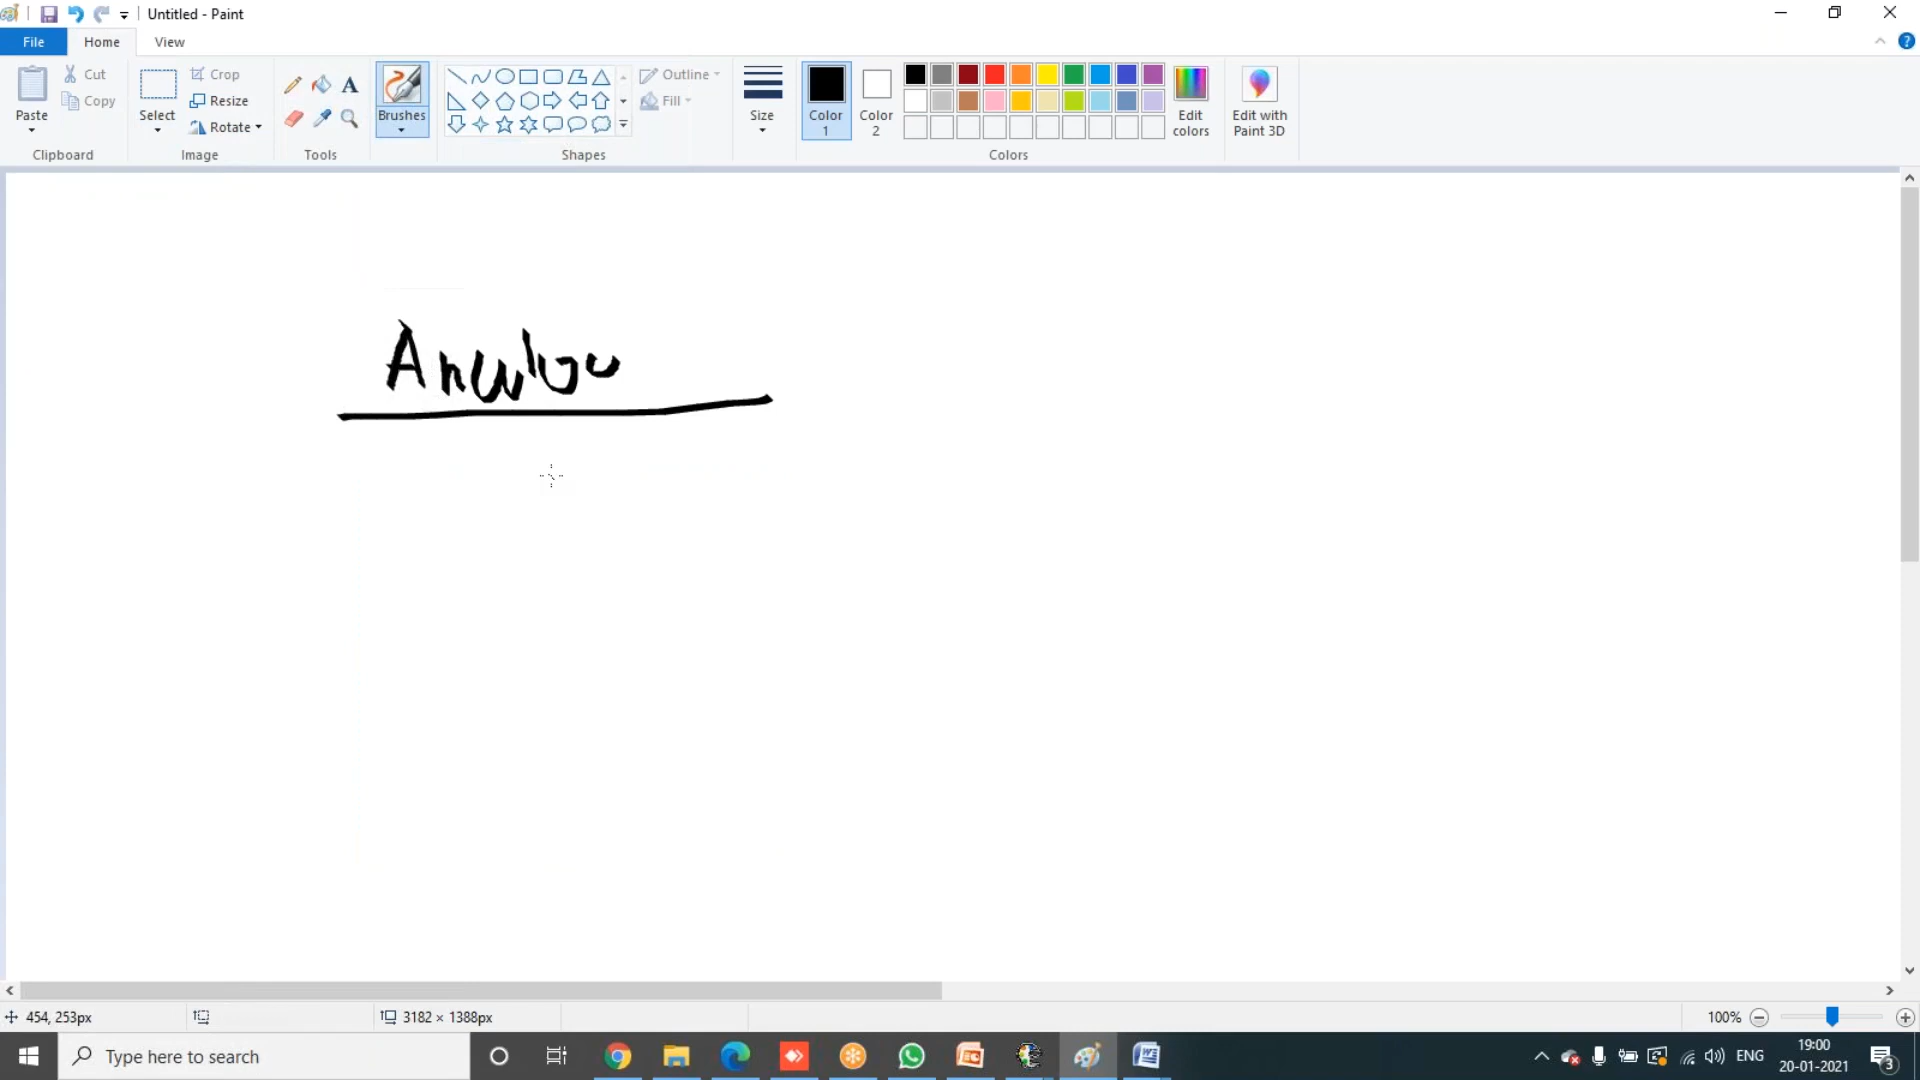 Untitled - Paint
File Home View
Paste Cut Copy Clipboard
Select Crop Resize Rotate Image
Tools
Brushes
Shapes Outline Fill
Size
Color 1
Color 2
Colors
Edit colors
Edit with Paint 3D
454, 253px 3182 × 1388px 100%
Type here to search ENG 19:00 20-01-2021 3